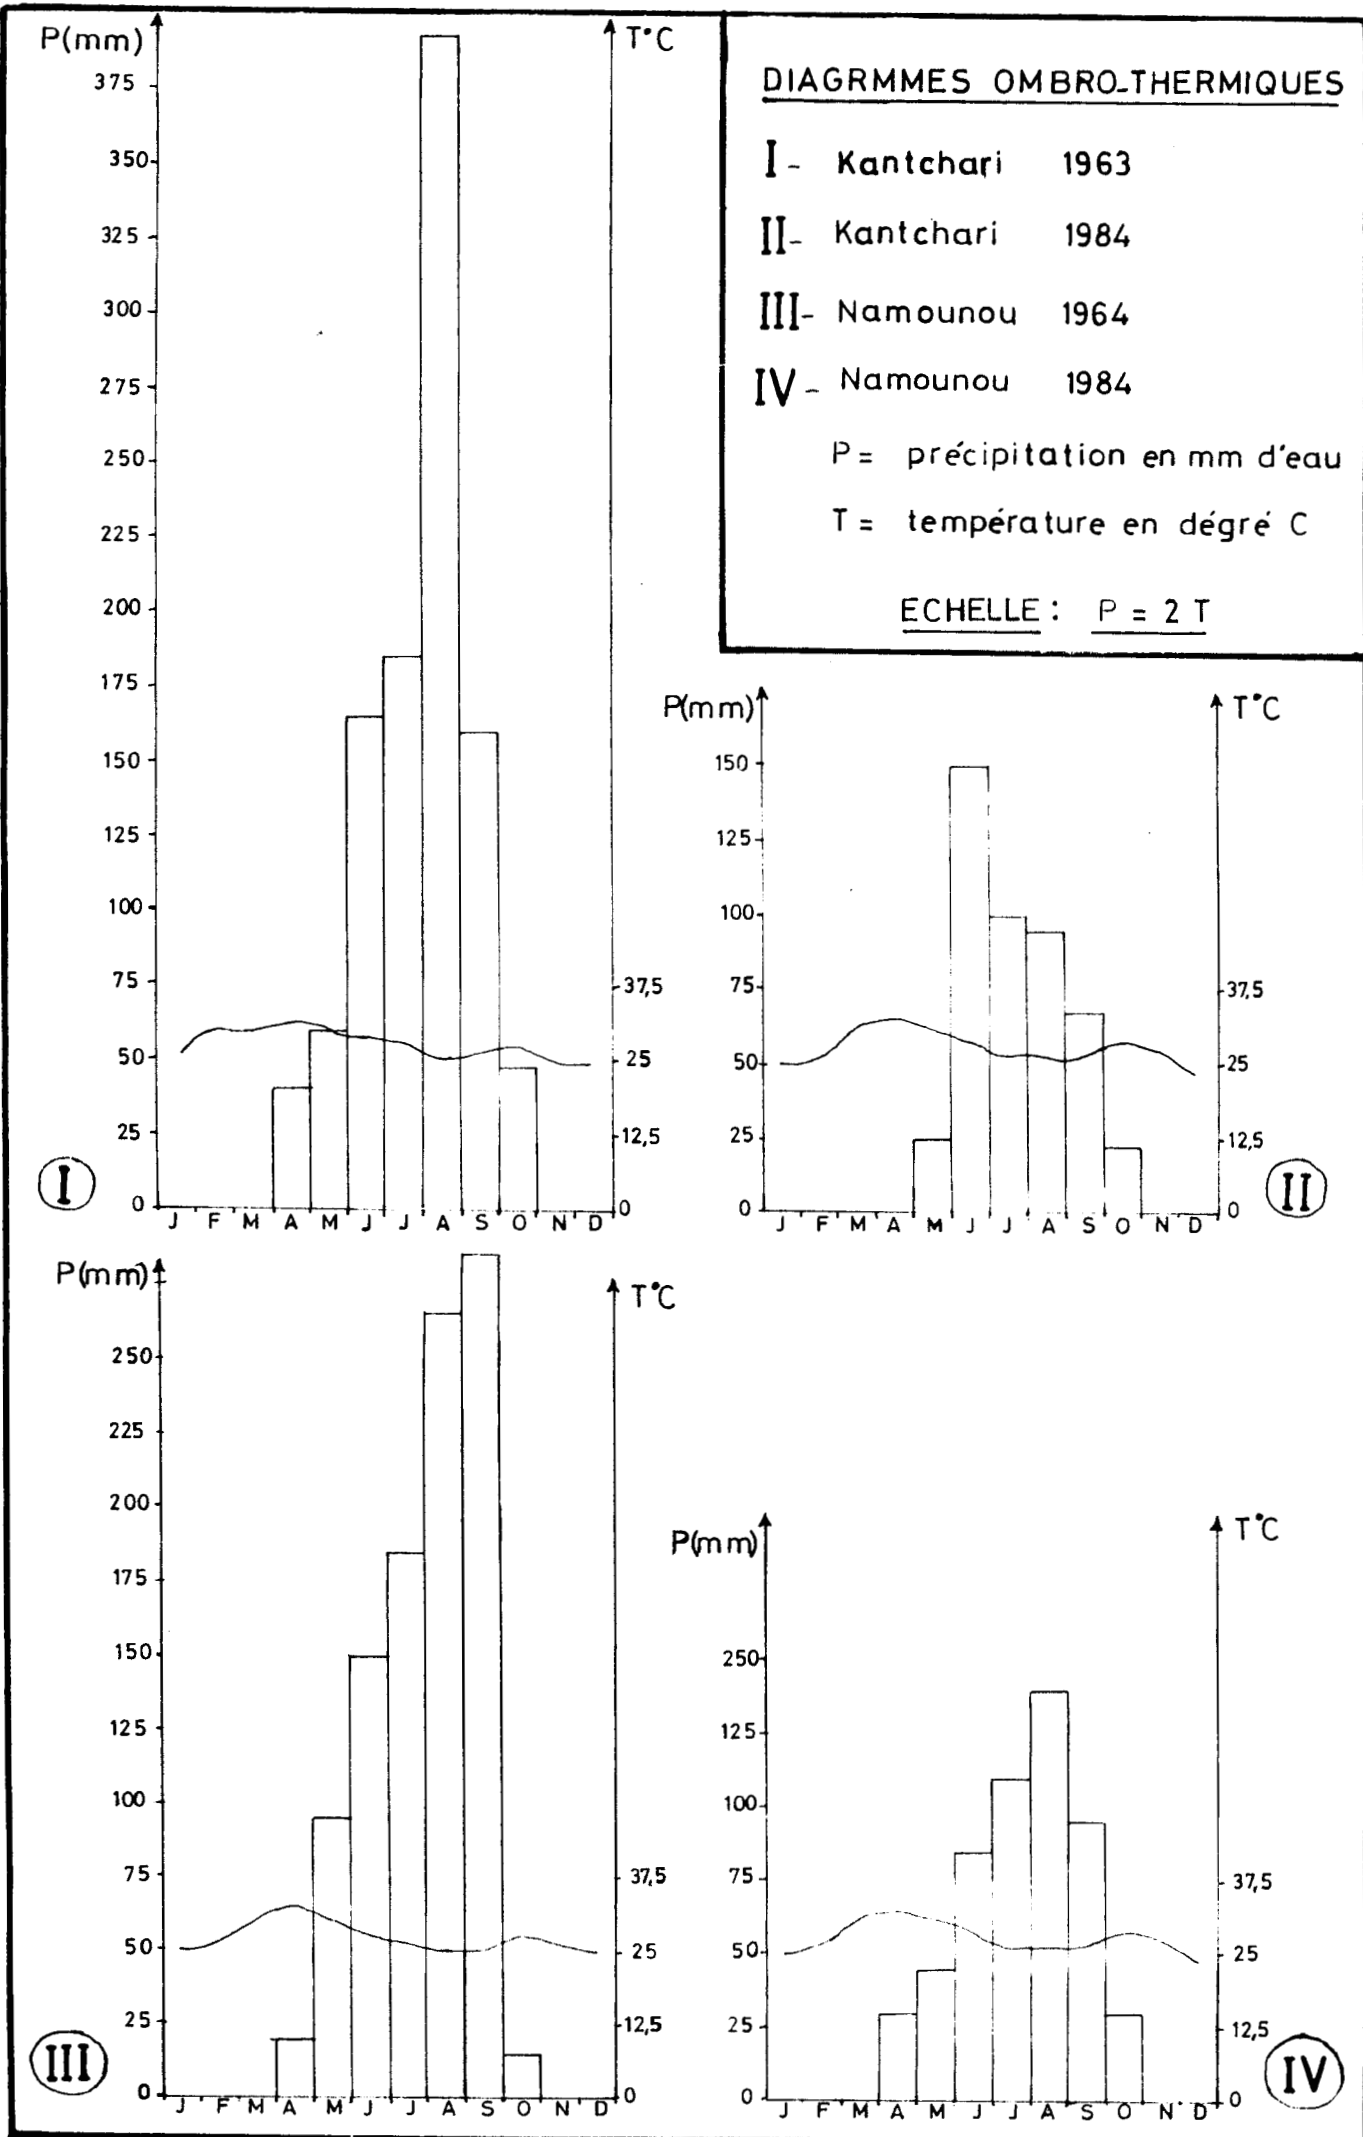 DIAGRMMES OMBRO-THERMIQUES
I - Kantchari 1963
II - Kantchari 1984
III - Namounou 1964
IV - Namounou 1984
P = précipitation en mm d'eau
T = température en dégré C
ECHELLE : P = 2 T
P(mm) T°C
375
350
325
300
275
250
225
200
175
150
125
100
75 37,5
50 25
25 12,5
0 0
J F M A M J J A S O N D
I
P(mm) T°C
150
125
100
75 37,5
50 25
25 12,5
0 0
J F M A M J J A S O N D
II
P(mm) T°C
250
225
200
175
150
125
100
75 37,5
50 25
25 12,5
0 0
J F M A M J J A S O N D
III
P(mm) T°C
250
125
100
75 37,5
50 25
25 12,5
0 0
J F M A M J J A S O N D
IV